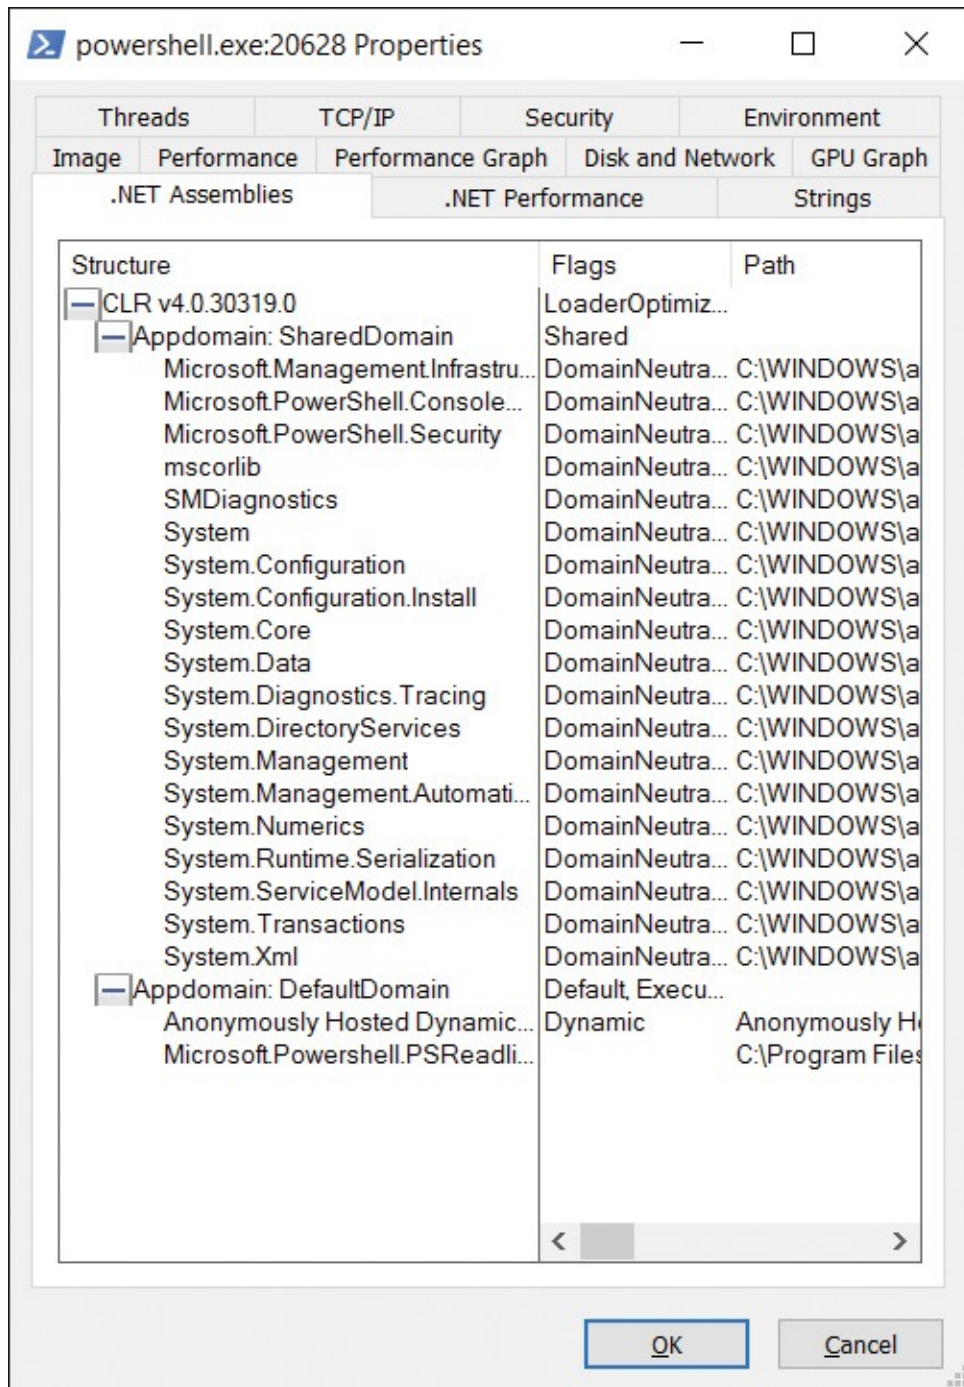 powershell.exe:20628 Properties
Threads TCP/IP Security Environment
Image Performance Performance Graph Disk and Network GPU Graph
.NET Assemblies .NET Performance Strings
Structure Flags Path
CLR v4.0.30319.0 LoaderOptimiz...
Appdomain: SharedDomain Shared
Microsoft.Management.Infrastru... DomainNeutra... C:\WINDOWS\a
Microsoft.PowerShell.Console... DomainNeutra... C:\WINDOWS\a
Microsoft.PowerShell.Security DomainNeutra... C:\WINDOWS\a
mscorlib DomainNeutra... C:\WINDOWS\a
SMDiagnostics DomainNeutra... C:\WINDOWS\a
System DomainNeutra... C:\WINDOWS\a
System.Configuration DomainNeutra... C:\WINDOWS\a
System.Configuration.Install DomainNeutra... C:\WINDOWS\a
System.Core DomainNeutra... C:\WINDOWS\a
System.Data DomainNeutra... C:\WINDOWS\a
System.Diagnostics.Tracing DomainNeutra... C:\WINDOWS\a
System.DirectoryServices DomainNeutra... C:\WINDOWS\a
System.Management DomainNeutra... C:\WINDOWS\a
System.Management.Automati... DomainNeutra... C:\WINDOWS\a
System.Numerics DomainNeutra... C:\WINDOWS\a
System.Runtime.Serialization DomainNeutra... C:\WINDOWS\a
System.ServiceModel.Internals DomainNeutra... C:\WINDOWS\a
System.Transactions DomainNeutra... C:\WINDOWS\a
System.Xml DomainNeutra... C:\WINDOWS\a
Appdomain: DefaultDomain Default, Execu...
Anonymously Hosted Dynamic... Dynamic Anonymously H
Microsoft.Powershell.PSReadli... C:\Program Files
OK Cancel